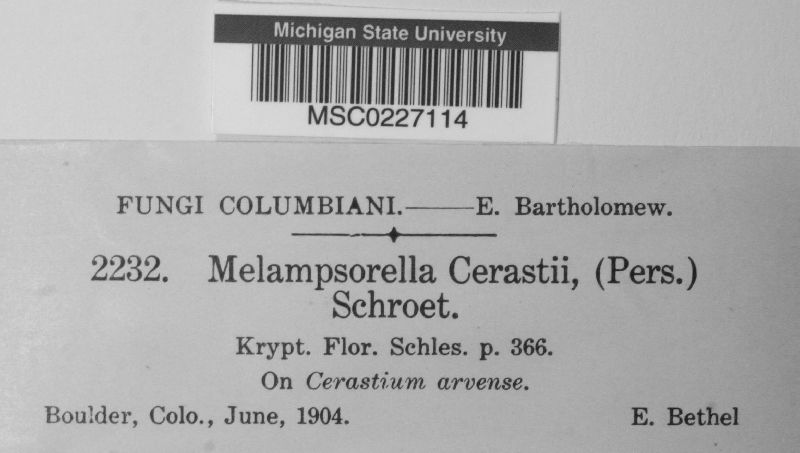 Michigan State University
MSC0227114
FUNGI COLUMBIANI.——E. Bartholomew.
2232. Melampsorella Cerastii, (Pers.)
Schroet.
Krypt. Flor. Schles. p. 366.
On Cerastium arvense.
Boulder, Colo., June, 1904. E. Bethel